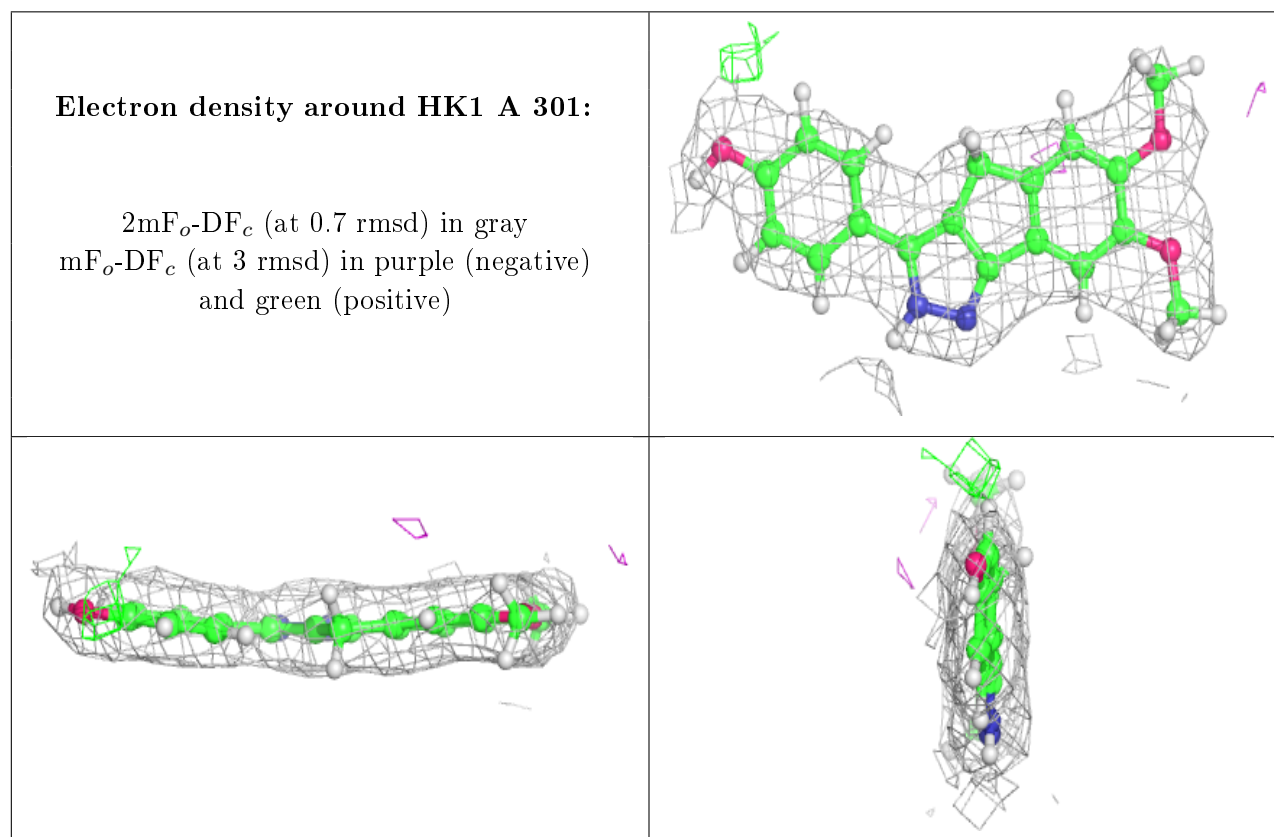 Electron density around HK1 A 301:
2mFo-DFc (at 0.7 rmsd) in gray
mFo-DFc (at 3 rmsd) in purple (negative)
and green (positive)